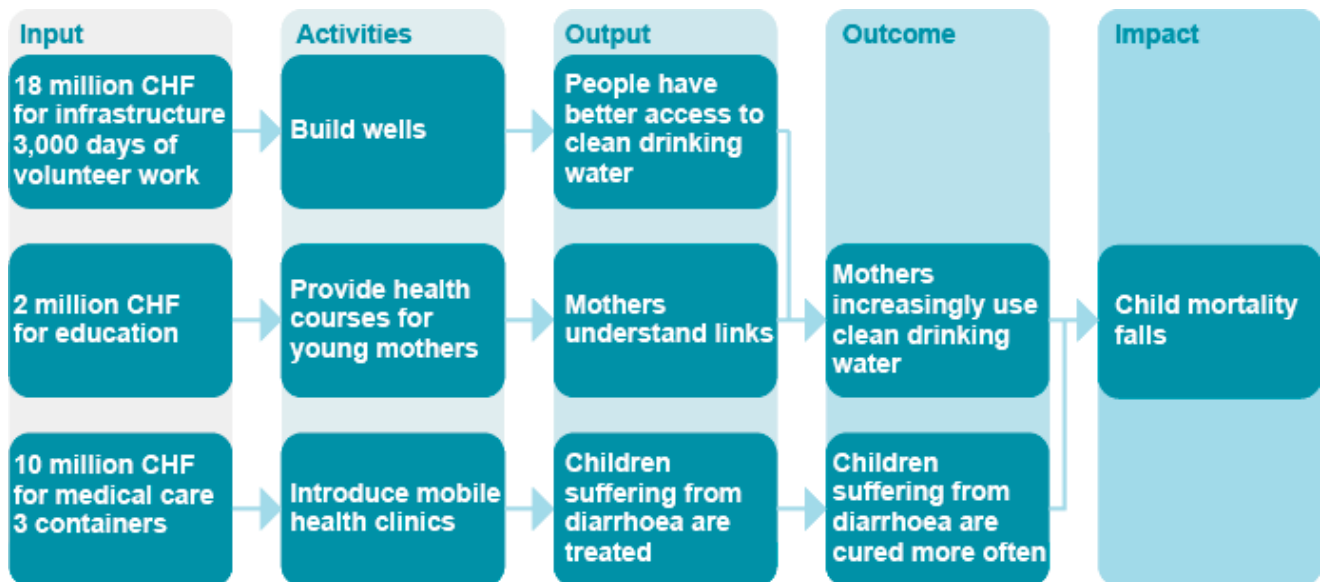 Input
Activities
Output
Outcome
Impact
18 million CHF
for infrastructure
3,000 days of
volunteer work
Build wells
People have
better access to
clean drinking
water
2 million CHF
for education
Provide health
courses for
young mothers
Mothers
understand links
Mothers
increasingly use
clean drinking
water
Child mortality
falls
10 million CHF
for medical care
3 containers
Introduce mobile
health clinics
Children
suffering from
diarrhoea are
treated
Children
suffering from
diarrhoea are
cured more often